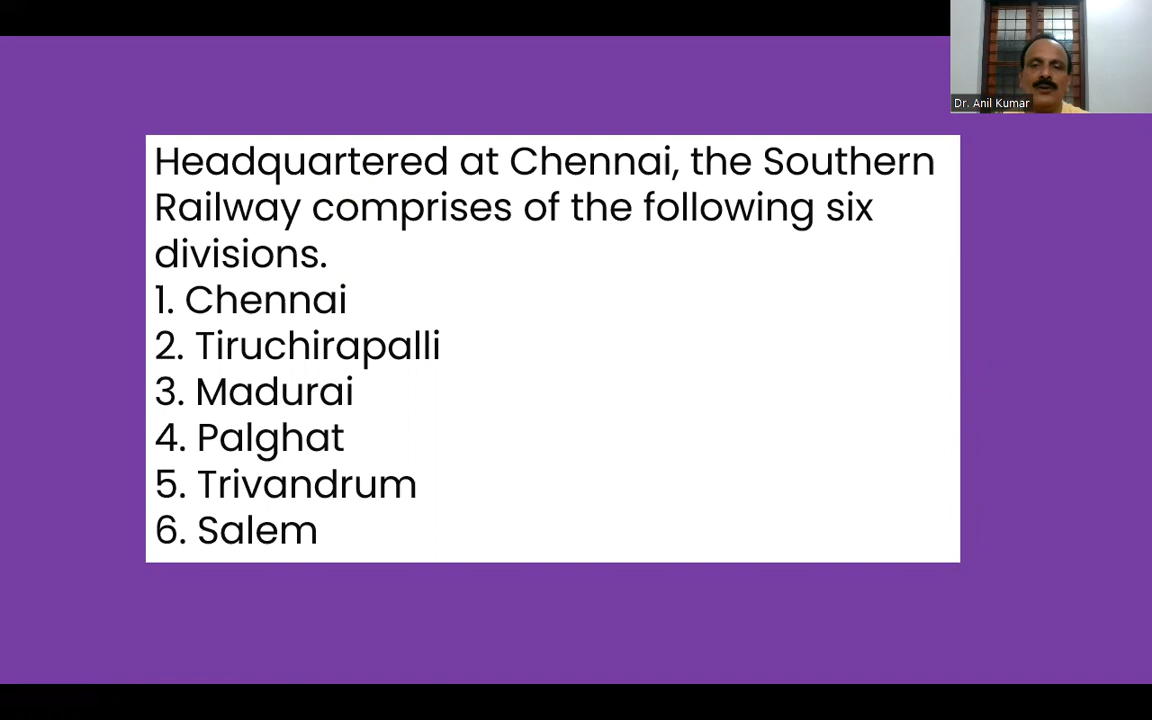 Dr. Anil Kumar
Headquartered at Chennai, the Southern
Railway comprises of the following six
divisions.
1. Chennai
2. Tiruchirapalli
3. Madurai
4. Palghat
5. Trivandrum
6. Salem